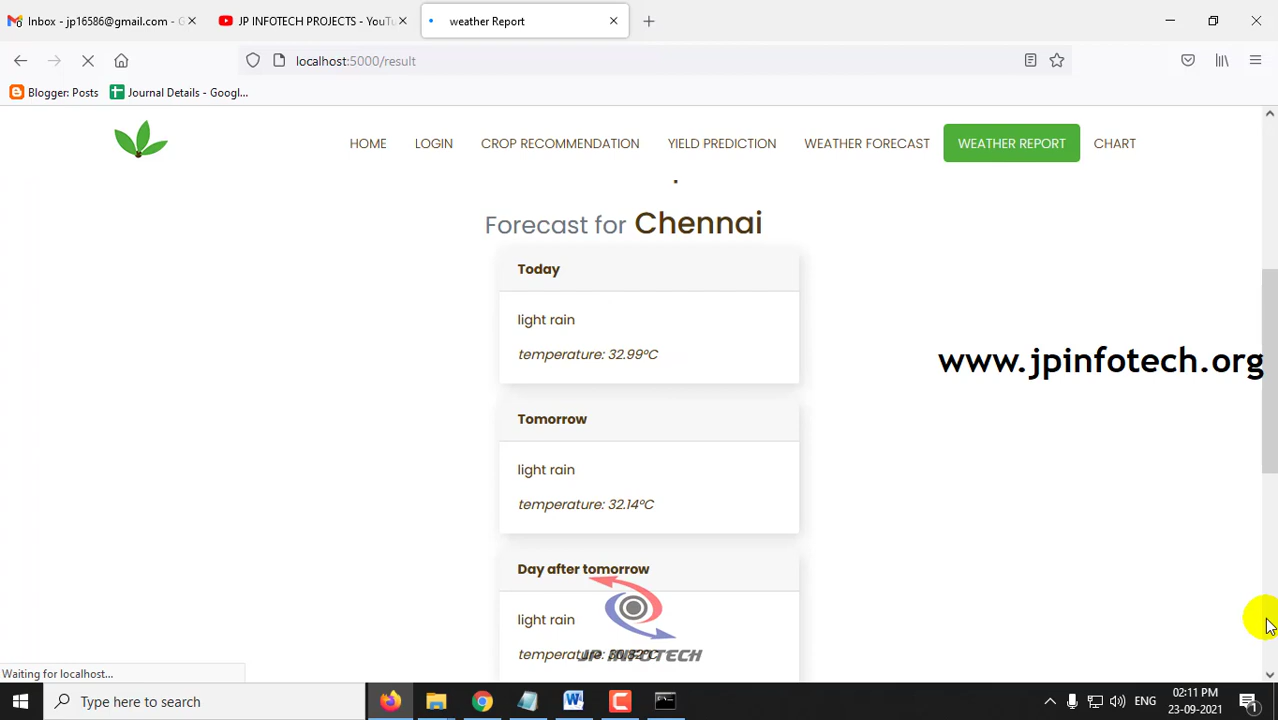 Inbox - jp16586@gmail.com - G
JP INFOTECH PROJECTS - YouTu
weather Report
localhost:5000/result
Blogger: Posts
Journal Details - Googl...
HOME
LOGIN
CROP RECOMMENDATION
YIELD PREDICTION
WEATHER FORECAST
WEATHER REPORT
CHART
Forecast for Chennai
Today
light rain
temperature: 32.99°C
www.jpinfotech.org
Tomorrow
light rain
temperature: 32.14°C
Day after tomorrow
light rain
temperature:
JP INFOTECH
Waiting for localhost...
Type here to search
ENG
02:11 PM
23-09-2021
1